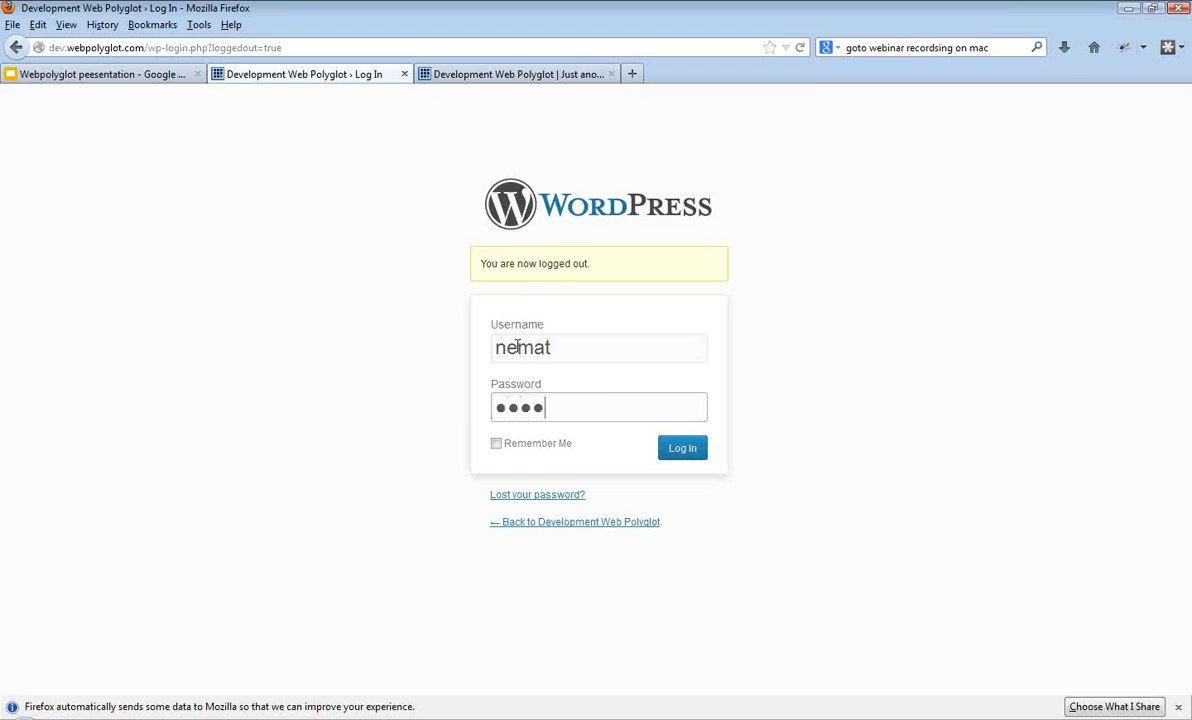 Development Web Polyglot › Log In - Mozilla Firefox
File Edit View History Bookmarks Tools Help
dev.webpolyglot.com/wp-login.php?loggedout=true
goto webinar recordsing on mac
Webpolyglot peesentation - Google ...
Development Web Polyglot › Log In
Development Web Polyglot | Just ano...
WORDPRESS
You are now logged out.
Username
nemat
Password
Remember Me
Log In
Lost your password?
← Back to Development Web Polyglot
Firefox automatically sends some data to Mozilla so that we can improve your experience.
Choose What I Share